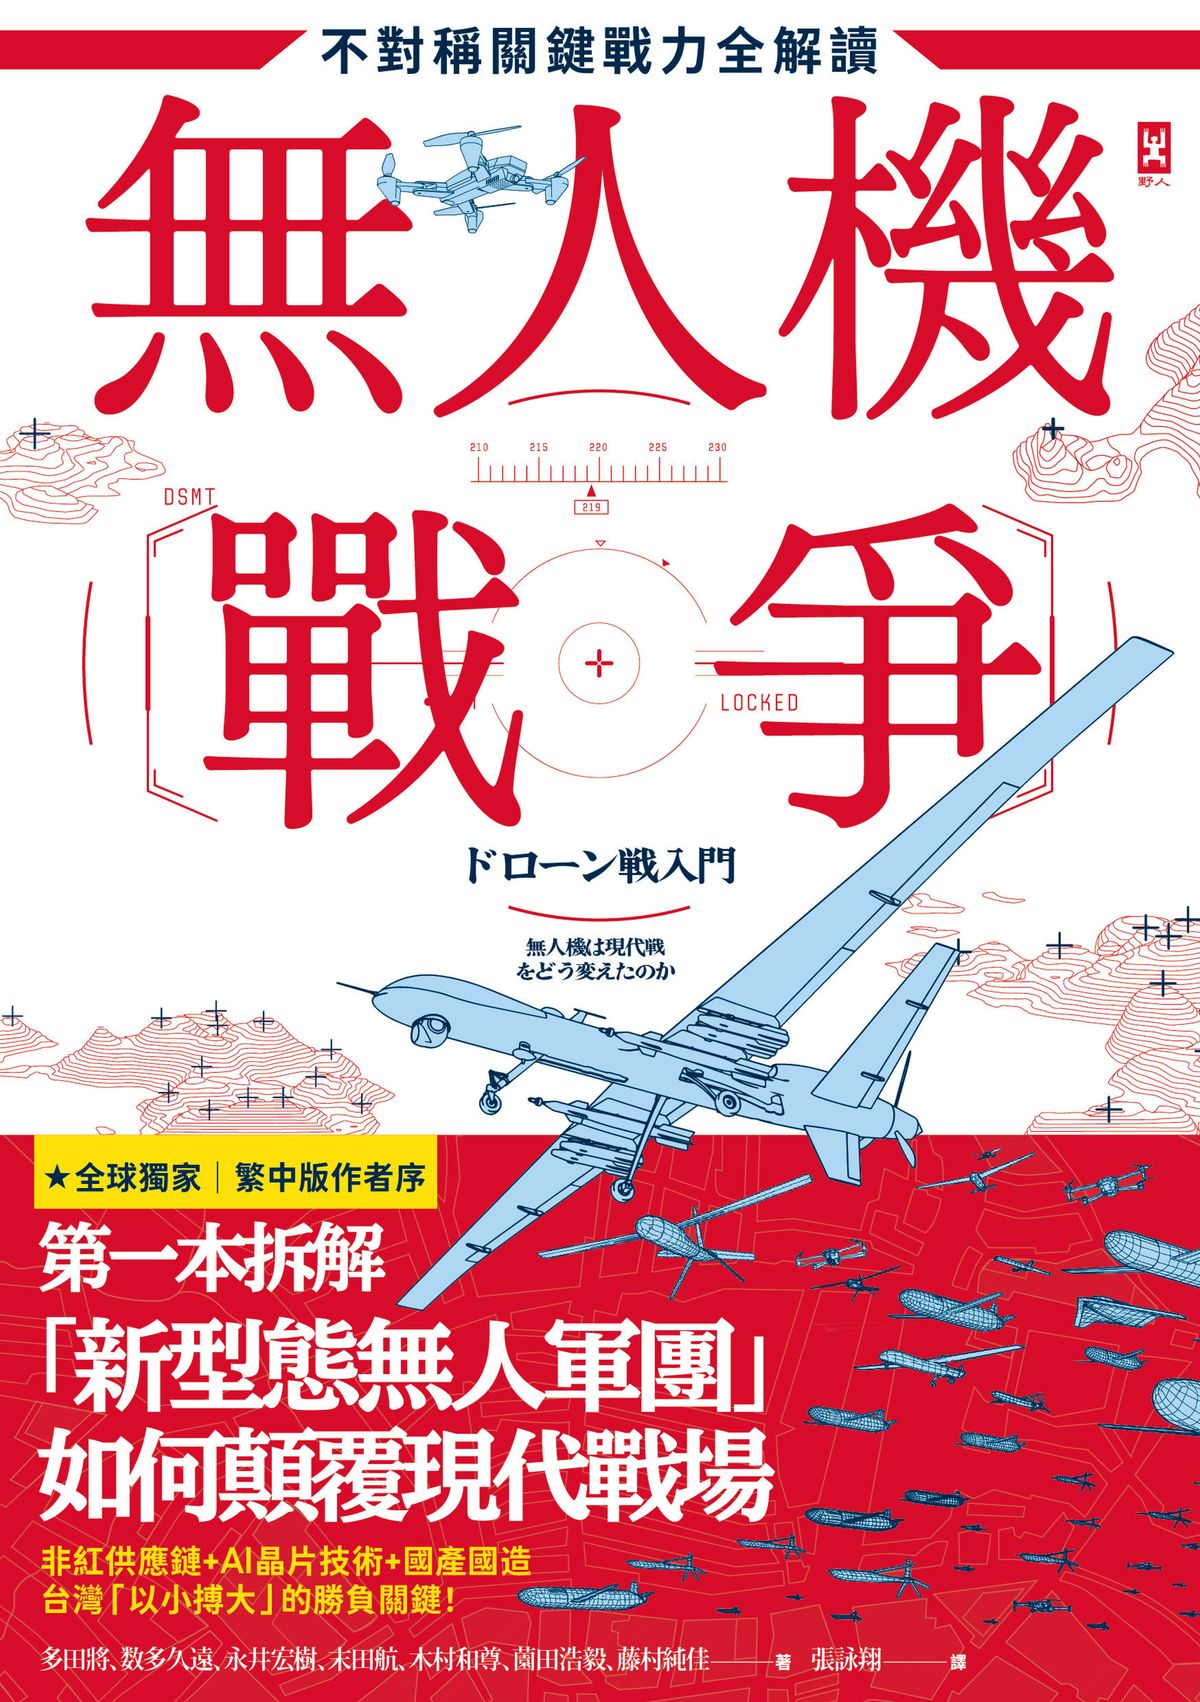 不對稱關鍵戰力全解讀
無人機
野人
210 215 220 225 230
219
DSMT
戰爭
LOCKED
ドローン戦入門
無人機は現代戦
をどう変えたのか
★全球獨家｜繁中版作者序
第一本拆解
「新型態無人軍團」
如何顛覆現代戰場
非紅供應鏈+AI晶片技術+國產國造
台灣「以小搏大」的勝負關鍵！
多田將、数多久遠、永井宏樹、末田航、木村和尊、薗田浩毅、藤村純佳——著 張詠翔——譯